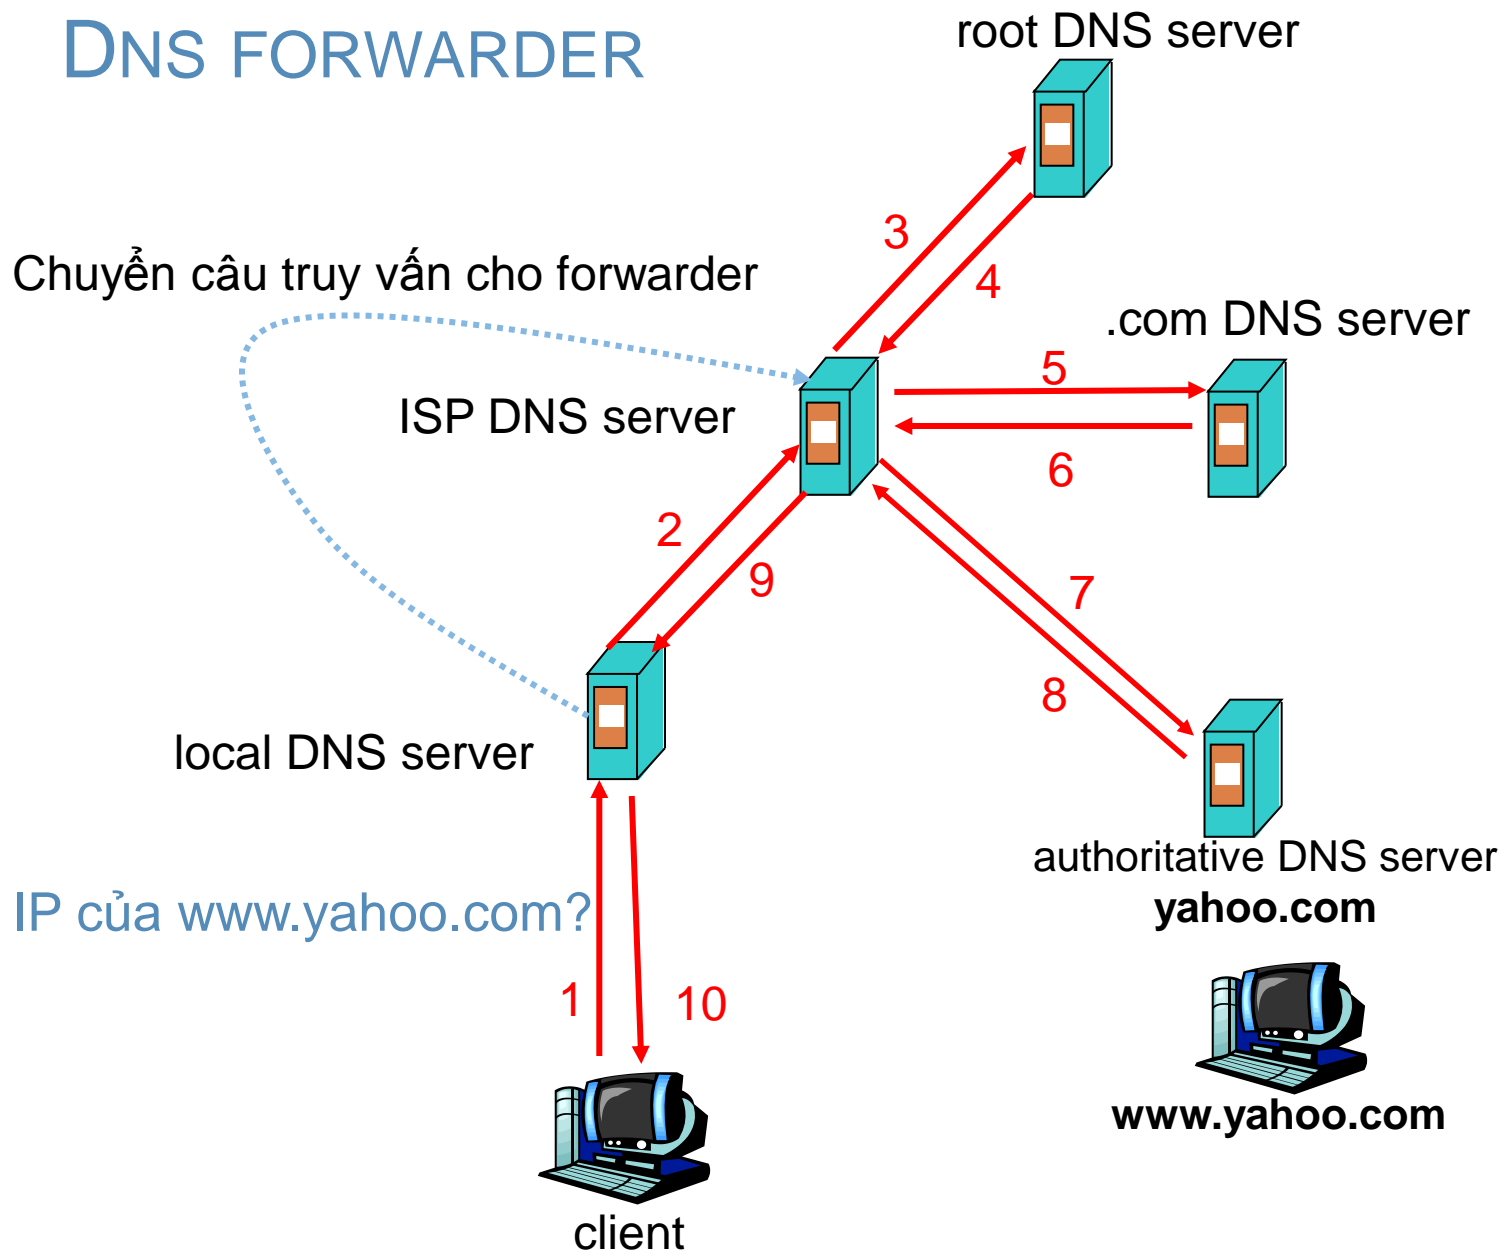 DNS FORWARDER
root DNS server
3
Chuyển câu truy vấn cho forwarder
4
.com DNS server
5
ISP DNS server
6
2
9
7
8
local DNS server
authoritative DNS server
yahoo.com
IP của www.yahoo.com?
1
10
www.yahoo.com
client